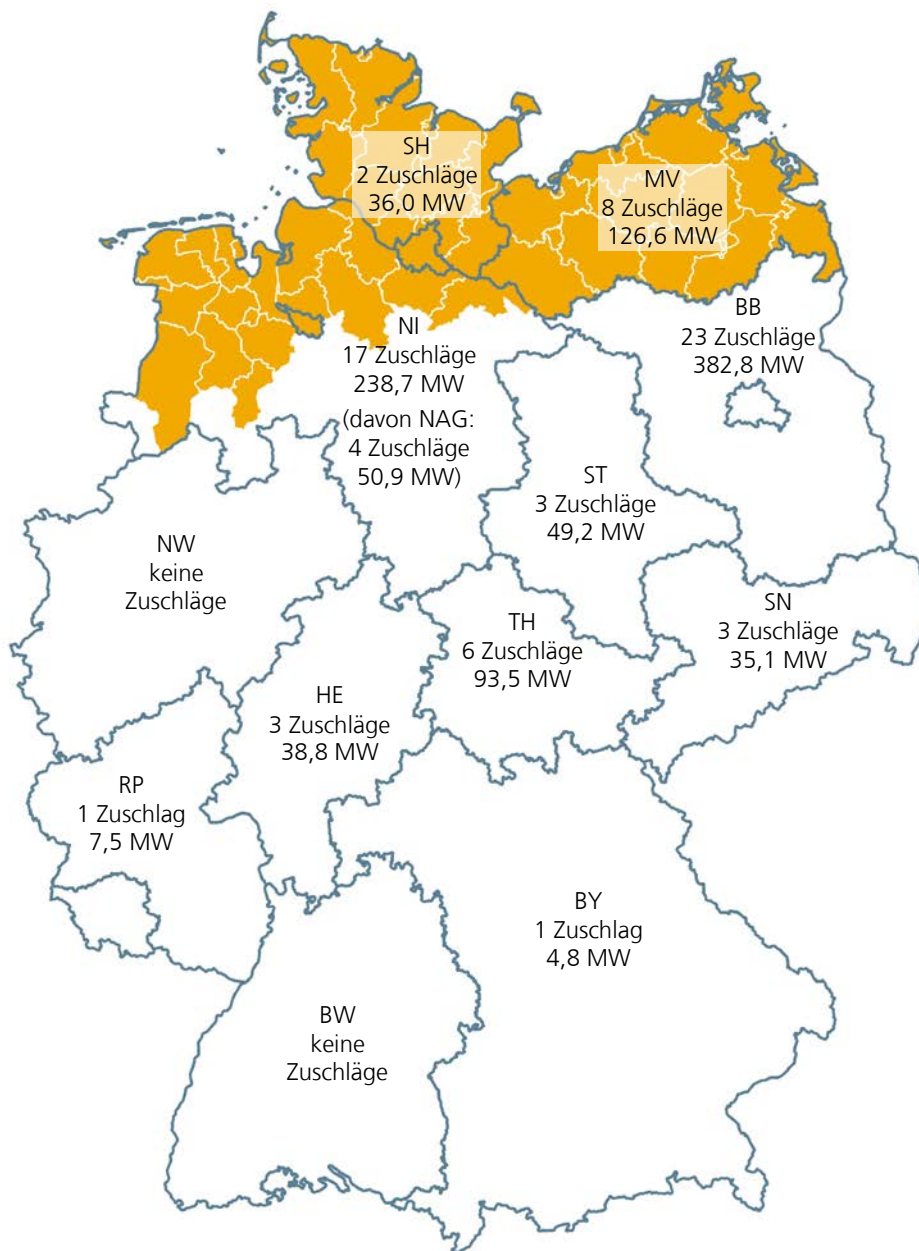 SH
2 Zuschläge
36,0 MW
MV
8 Zuschläge
126,6 MW
BB
23 Zuschläge
382,8 MW
NI
17 Zuschläge
238,7 MW
(davon NAG:
4 Zuschläge
50,9 MW)
ST
3 Zuschläge
49,2 MW
NW
keine
Zuschläge
SN
3 Zuschläge
35,1 MW
TH
6 Zuschläge
93,5 MW
HE
3 Zuschläge
38,8 MW
RP
1 Zuschlag
7,5 MW
BY
1 Zuschlag
4,8 MW
BW
keine
Zuschläge